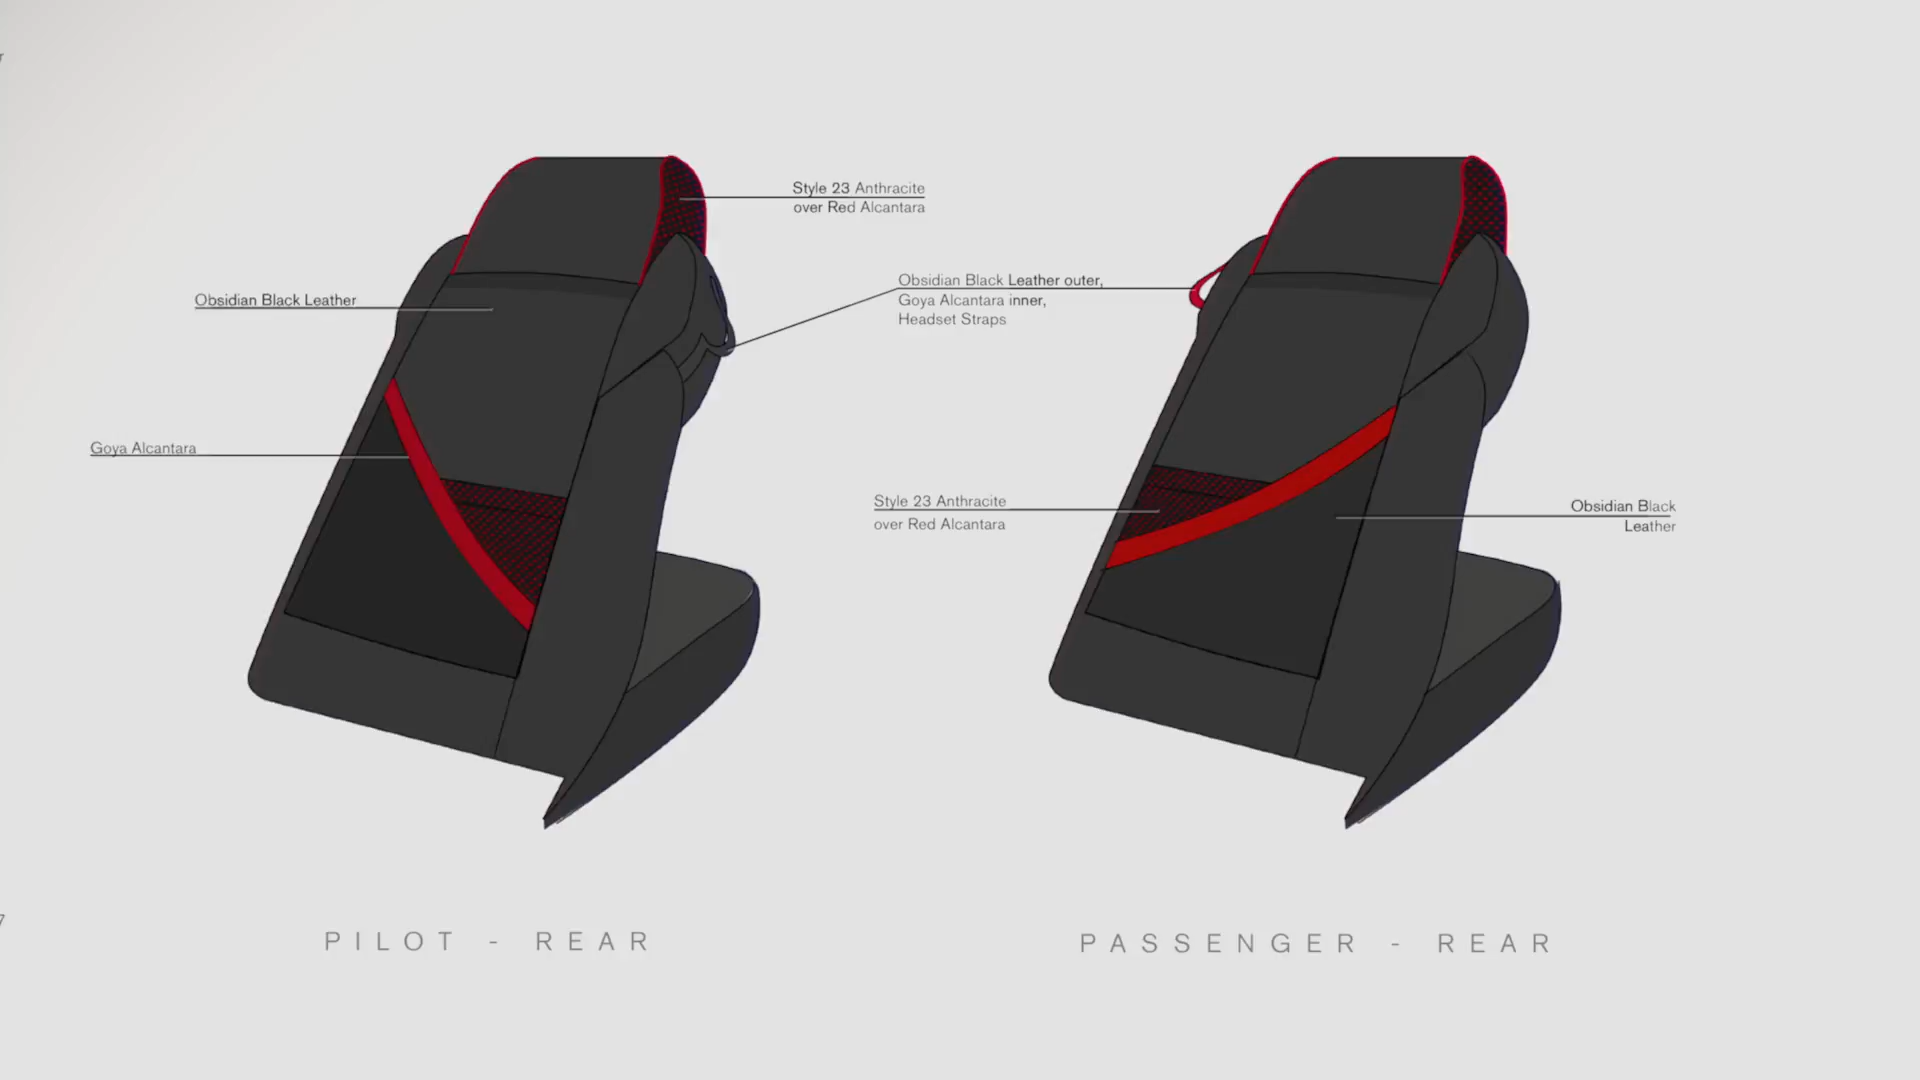 Style 23 Anthracite
over Red Alcantara
Obsidian Black Leather
Obsidian Black Leather outer,
Goya Alcantara inner,
Headset Straps
Goya Alcantara
Style 23 Anthracite
over Red Alcantara
Obsidian Black
Leather
PILOT - REAR
PASSENGER - REAR